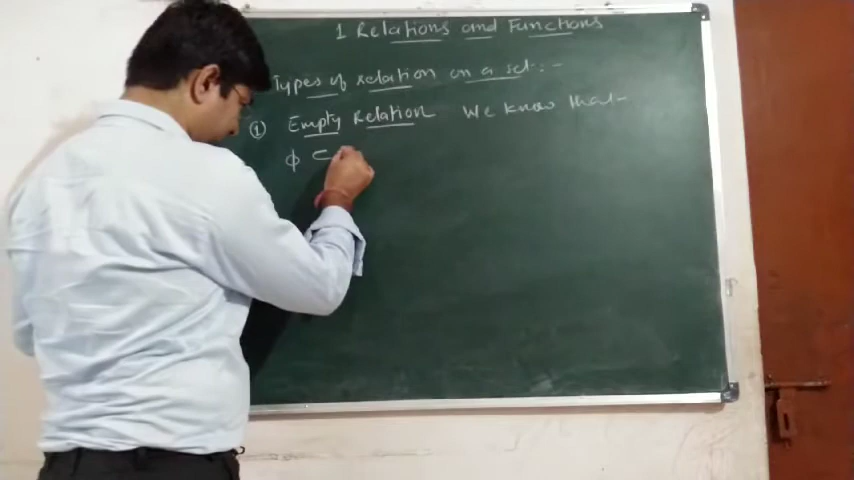 1 Relations and Functions
Types of relation on a set :-
① Empty Relation We know that-
ϕ ⊂